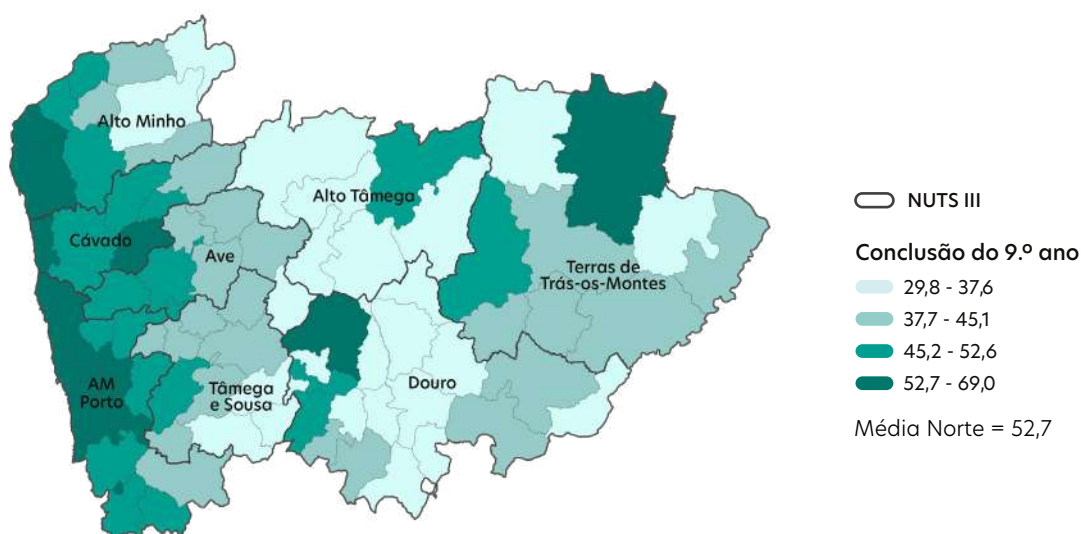 Alto Minho
Alto Tâmega
Cávado
Ave
Terras de
Trás-os-Montes
AM
Porto
Tâmega
e Sousa
Douro
NUTS III
Conclusão do 9.º ano
29,8 - 37,6
37,7 - 45,1
45,2 - 52,6
52,7 - 69,0
Média Norte = 52,7